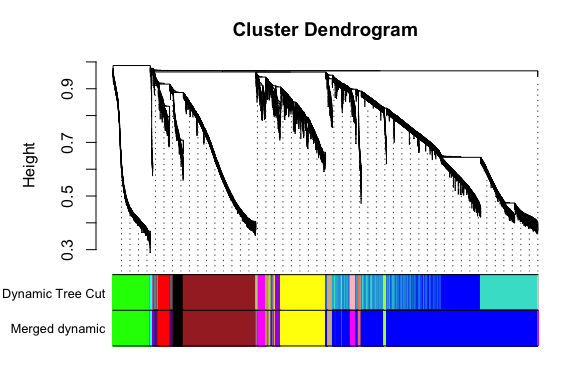 Cluster Dendrogram
Height
0.9
0.7
0.5
0.3
Dynamic Tree Cut
Merged dynamic